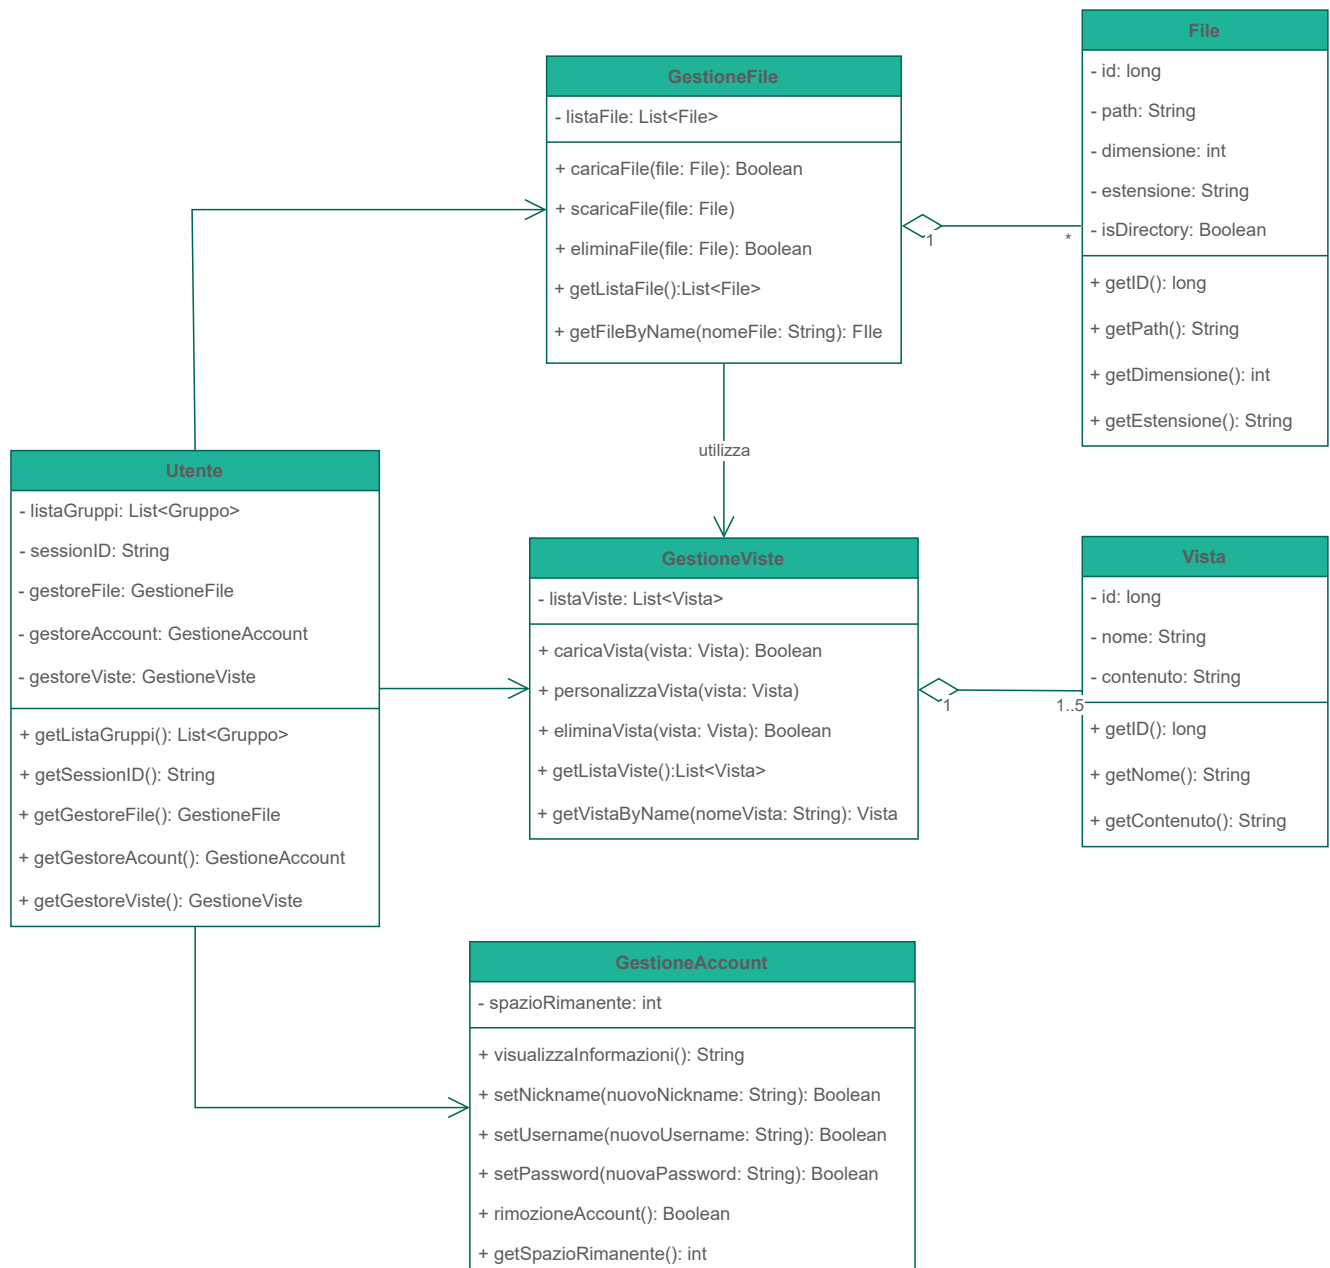 File
- id: long
- path: String
- dimensione: int
- estensione: String
- isDirectory: Boolean
+ getID(): long
+ getPath(): String
+ getDimensione(): int
+ getEstensione(): String
GestioneFile
- listaFile: List<File>
+ caricaFile(file: File): Boolean
+ scaricaFile(file: File)
+ eliminaFile(file: File): Boolean
+ getListaFile():List<File>
+ getFileByName(nomeFile: String): FIle
1
*
utilizza
Utente
- listaGruppi: List<Gruppo>
- sessionID: String
- gestoreFile: GestioneFile
- gestoreAccount: GestioneAccount
- gestoreViste: GestioneViste
+ getListaGruppi(): List<Gruppo>
+ getSessionID(): String
+ getGestoreFile(): GestioneFile
+ getGestoreAcount(): GestioneAccount
+ getGestoreViste(): GestioneViste
GestioneViste
- listaViste: List<Vista>
+ caricaVista(vista: Vista): Boolean
+ personalizzaVista(vista: Vista)
+ eliminaVista(vista: Vista): Boolean
+ getListaViste():List<Vista>
+ getVistaByName(nomeVista: String): Vista
1
1..5
Vista
- id: long
- nome: String
- contenuto: String
+ getID(): long
+ getNome(): String
+ getContenuto(): String
GestioneAccount
- spazioRimanente: int
+ visualizzaInformazioni(): String
+ setNickname(nuovoNickname: String): Boolean
+ setUsername(nuovoUsername: String): Boolean
+ setPassword(nuovaPassword: String): Boolean
+ rimozioneAccount(): Boolean
+ getSpazioRimanente(): int